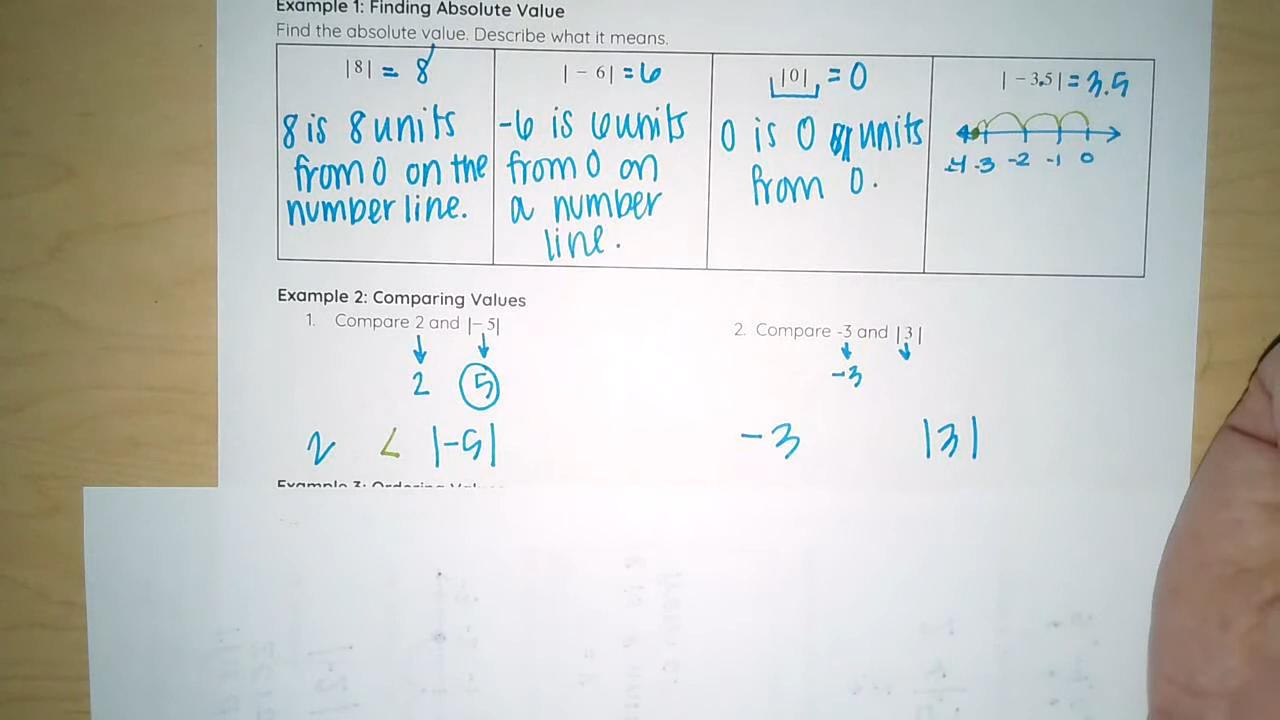 Example 1: Finding Absolute Value
Find the absolute value. Describe what it means.
|8| = 8
8 is 8 units
from 0 on the
number line.
| - 6| = 6
-6 is 6 units
from 0 on
a number
line.
|0| = 0
0 is 0 units
from 0.
| - 3.5| = 3.5
-4 -3 -2 -1 0
Example 2: Comparing Values
1. Compare 2 and |- 5|
2 5
2 < |-5|
2. Compare -3 and |3|
-3
-3 |3|
Example 3: Ordering